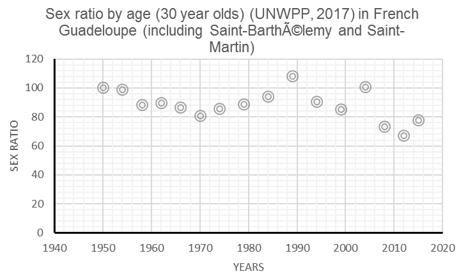 Sex ratio by age (30 year olds) (UNWPP, 2017) in French
Guadeloupe (including Saint-BarthÃ©lemy and Saint-
Martin)
120
100
80
60
40
20
0
SEX RATIO
1940 1950 1960 1970 1980 1990 2000 2010 2020
YEARS